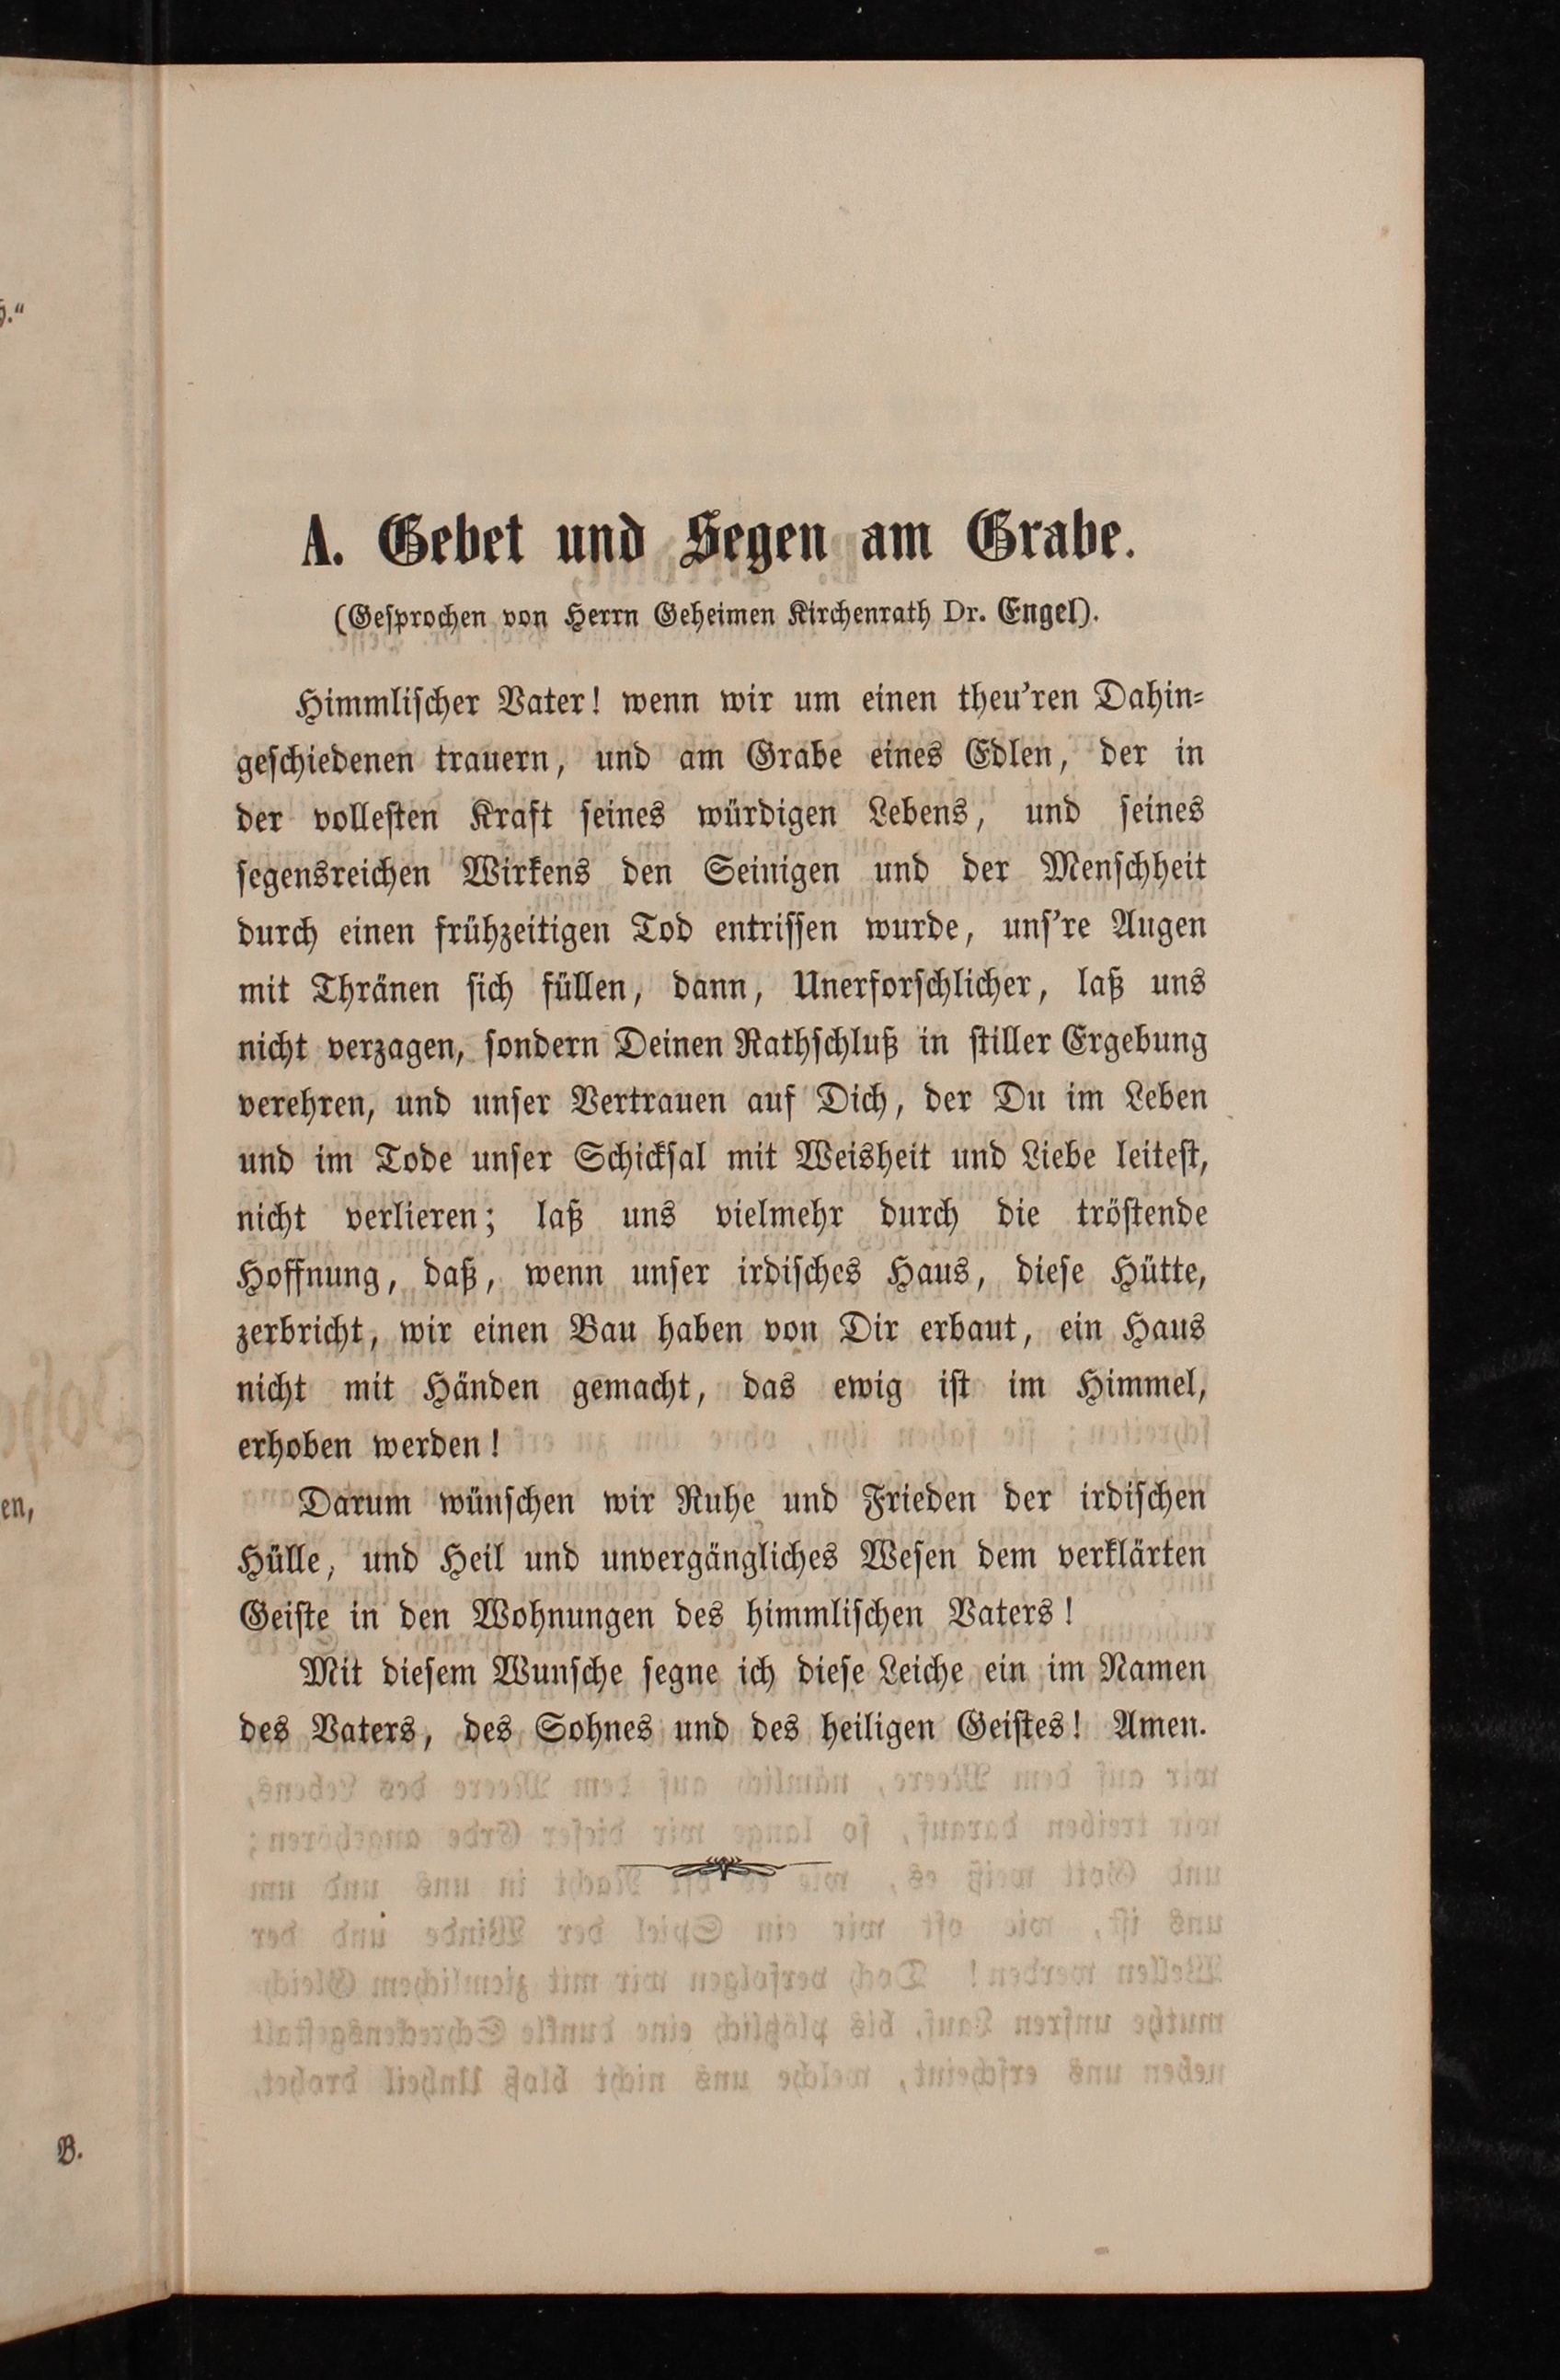 A. Gebet und Segen am Grabe.
(Gesprochen von Herrn Geheimen Kirchenrath Dr. Engel).
Himmlischer Vater! wenn wir um einen theu'ren Dahin-
geschiedenen trauern, und am Grabe eines Edlen, der in
der vollesten Kraft seines würdigen Lebens, und seines
segensreichen Wirkens den Seinigen und der Menschheit
durch einen frühzeitigen Tod entrissen wurde, uns're Augen
mit Thränen sich füllen, dann, Unerforschlicher, laß uns
nicht verzagen, sondern Deinen Rathschluß in stiller Ergebung
verehren, und unser Vertrauen auf Dich, der Du im Leben
und im Tode unser Schicksal mit Weisheit und Liebe leitest,
nicht verlieren; laß uns vielmehr durch die tröstende
Hoffnung, daß, wenn unser irdisches Haus, diese Hütte,
zerbricht, wir einen Bau haben von Dir erbaut, ein Haus
nicht mit Händen gemacht, das ewig ist im Himmel,
erhoben werden!
Darum wünschen wir Ruhe und Frieden der irdischen
Hülle, und Heil und unvergängliches Wesen dem verklärten
Geiste in den Wohnungen des himmlischen Vaters!
Mit diesem Wunsche segne ich diese Leiche ein im Namen
des Vaters, des Sohnes und des heiligen Geistes! Amen.
en,
B.